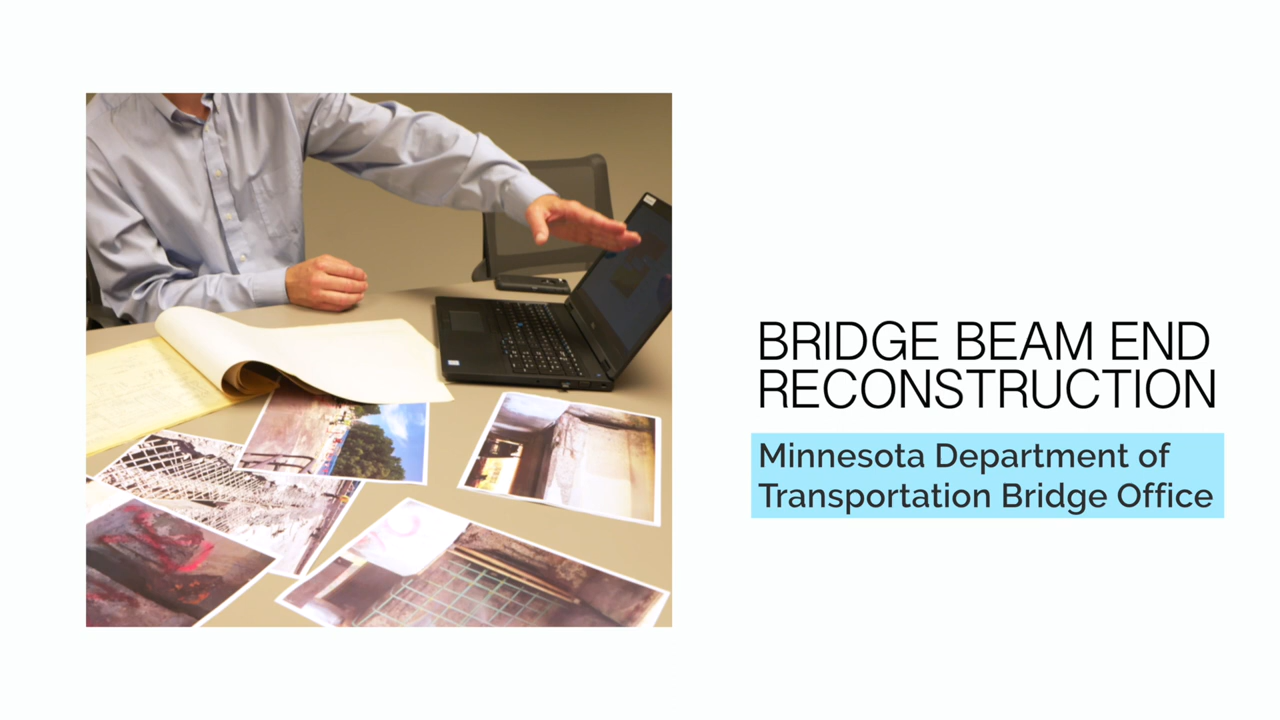 BRIDGE BEAM END
RECONSTRUCTION
Minnesota Department of
Transportation Bridge Office